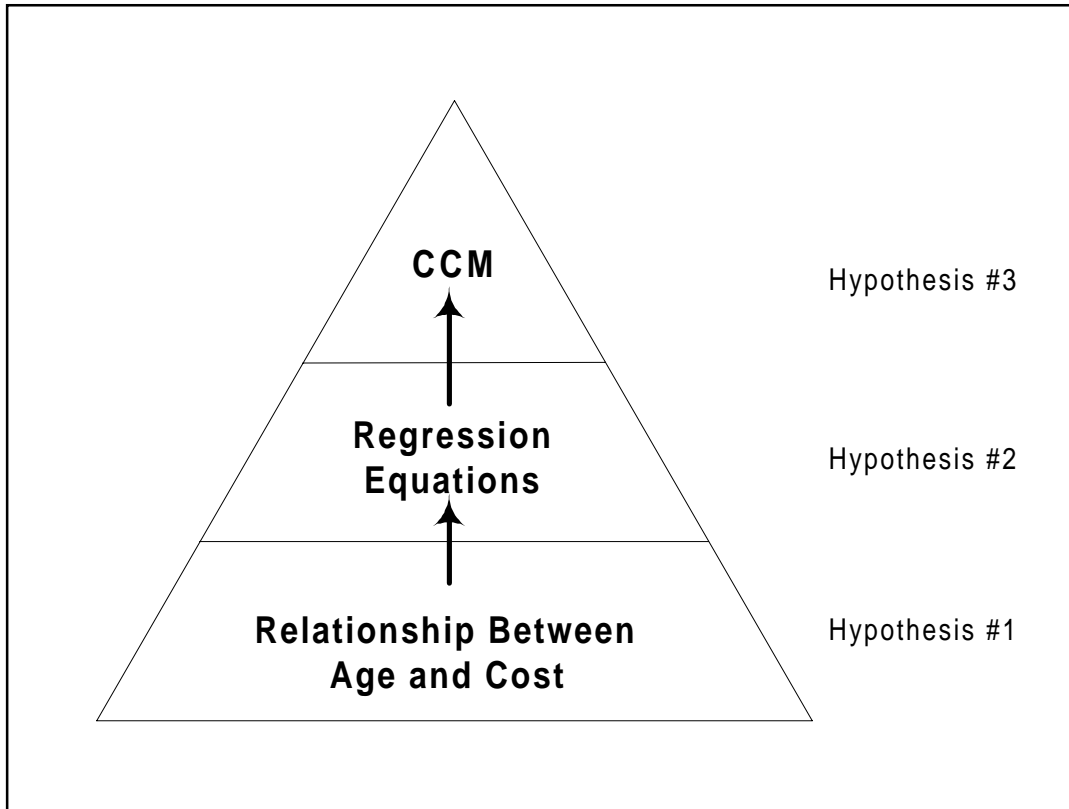 CCM
Hypothesis #3
Regression
Equations
Hypothesis #2
Relationship Between
Age and Cost
Hypothesis #1